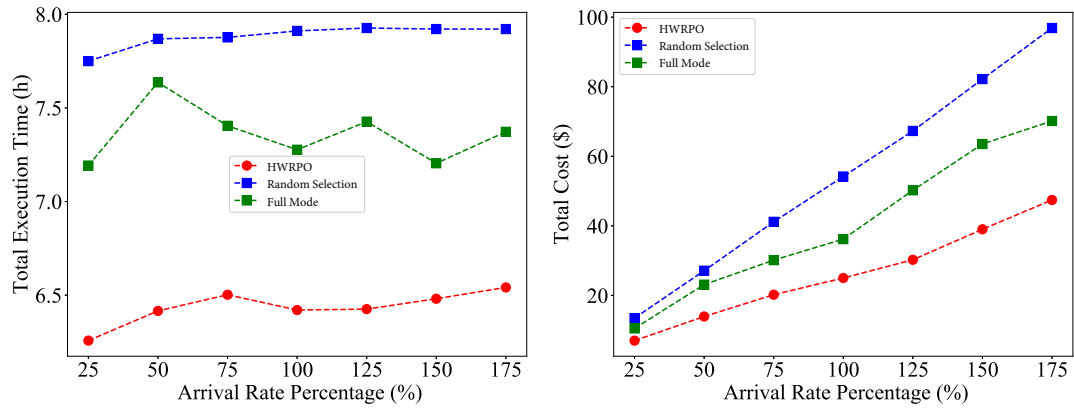 8.0
7.5
7.0
6.5
Total Execution Time (h)
HWRPO
Random Selection
Full Mode
25 50 75 100 125 150 175
Arrival Rate Percentage (%)
100
80
60
40
20
Total Cost ($)
HWRPO
Random Selection
Full Mode
25 50 75 100 125 150 175
Arrival Rate Percentage (%)